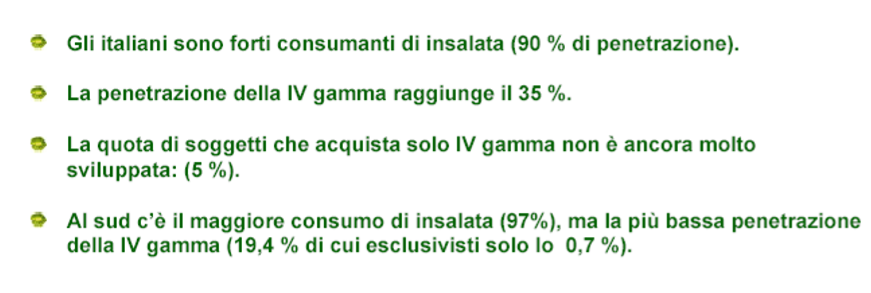 Gli italiani sono forti consumanti di insalata (90 % di penetrazione).
La penetrazione della IV gamma raggiunge il 35 %.
La quota di soggetti che acquista solo IV gamma non è ancora molto
sviluppata: (5 %).
Al sud c’è il maggiore consumo di insalata (97%), ma la più bassa penetrazione
della IV gamma (19,4 % di cui esclusivisti solo lo 0,7 %).